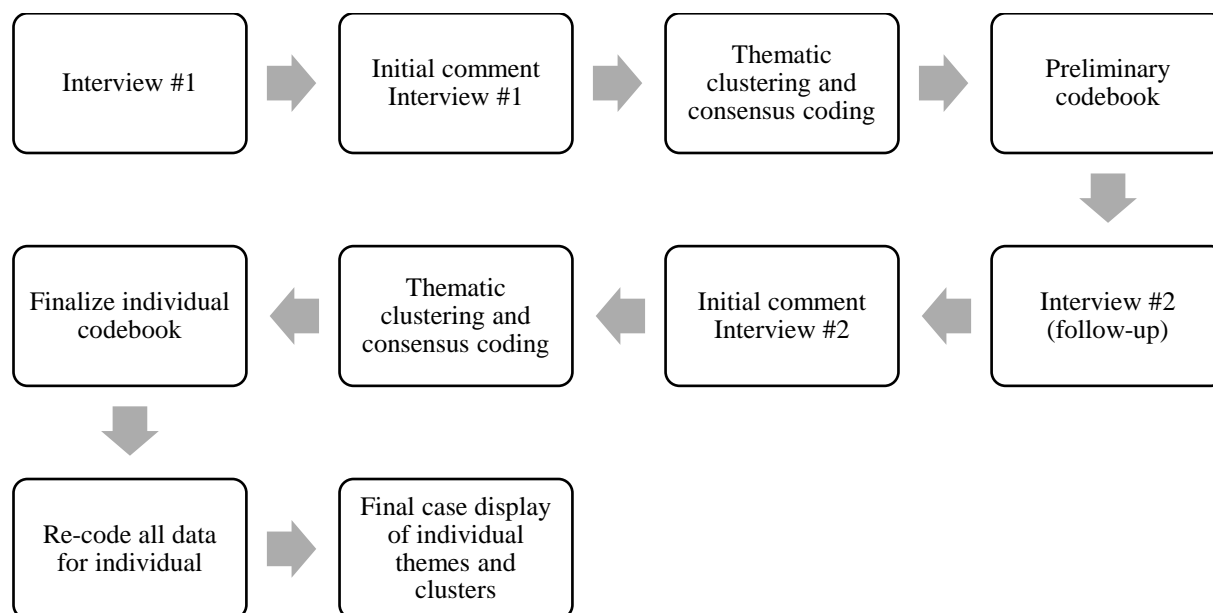 Interview #1
Initial comment
Interview #1
Thematic
clustering and
consensus coding
Preliminary
codebook
Interview #2
(follow-up)
Initial comment
Interview #2
Thematic
clustering and
consensus coding
Finalize individual
codebook
Re-code all data
for individual
Final case display
of individual
themes and
clusters